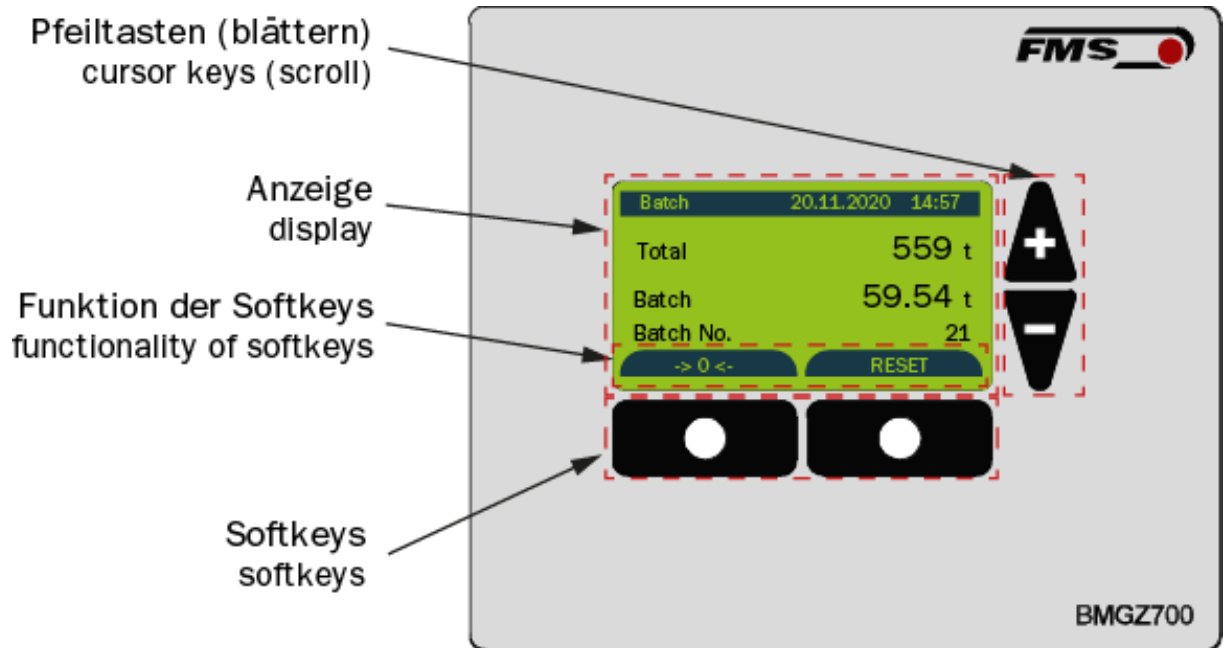 Pfeiltasten (blättern)
cursor keys (scroll)
FMS
Anzeige
display
Batch 20.11.2020 14:57
Total 559 t
Batch 59.54 t
Batch No. 21
-> 0 <- RESET
+
−
Funktion der Softkeys
functionality of softkeys
Softkeys
softkeys
BMGZ700